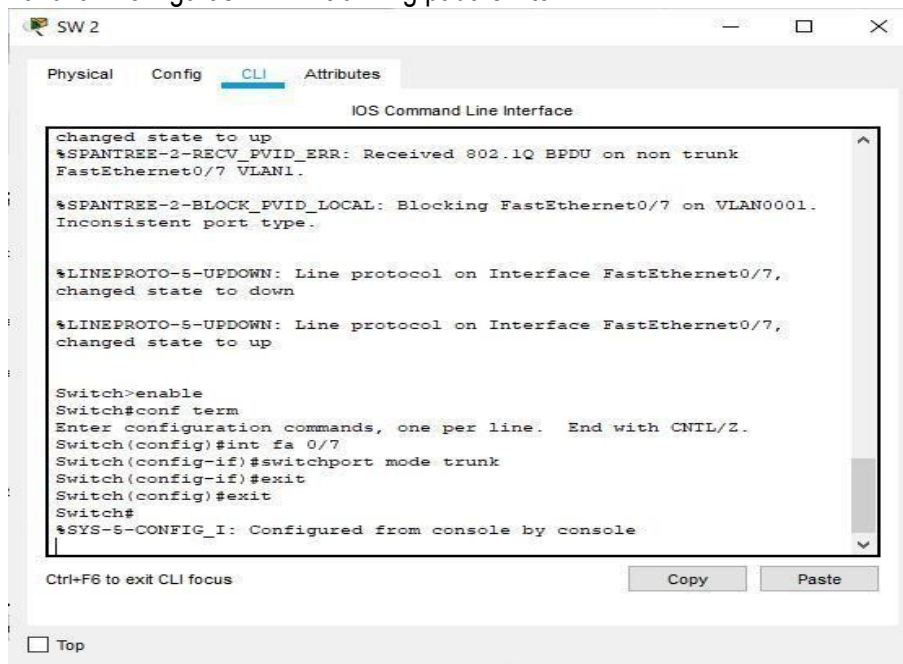 SW 2
Physical Config CLI Attributes
IOS Command Line Interface
changed state to up
%SPANTREE-2-RECV_PVID_ERR: Received 802.1Q BPDU on non trunk
FastEthernet0/7 VLAN1.
%SPANTREE-2-BLOCK_PVID_LOCAL: Blocking FastEthernet0/7 on VLAN0001.
Inconsistent port type.
%LINEPROTO-5-UPDOWN: Line protocol on Interface FastEthernet0/7,
changed state to down
%LINEPROTO-5-UPDOWN: Line protocol on Interface FastEthernet0/7,
changed state to up
Switch>enable
Switch#conf term
Enter configuration commands, one per line. End with CNTL/Z.
Switch(config)#int fa 0/7
Switch(config-if)#switchport mode trunk
Switch(config-if)#exit
Switch(config)#exit
Switch#
%SYS-5-CONFIG_I: Configured from console by console
Ctrl+F6 to exit CLI focus
Copy Paste
Top